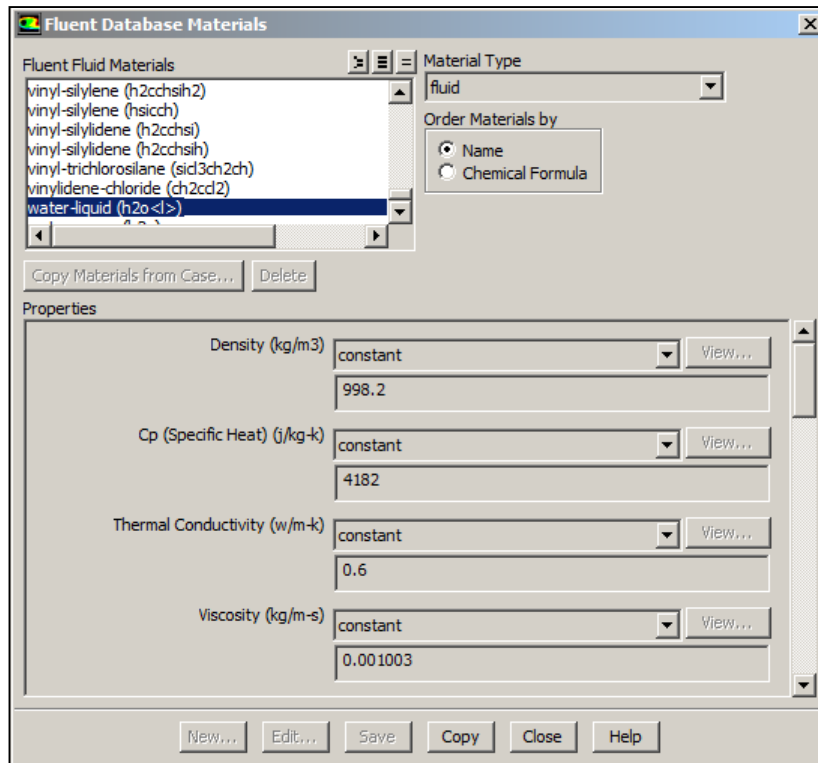 Fluent Database Materials
Fluent Fluid Materials
vinyl-silylene (h2cchsih2)
vinyl-silylene (hsicch)
vinyl-silylidene (h2cchsi)
vinyl-silylidene (h2cchsih)
vinyl-trichlorosilane (sicl3ch2ch)
vinylidene-chloride (ch2ccl2)
water-liquid (h2o<l>)
Material Type
fluid
Order Materials by
Name
Chemical Formula
Copy Materials from Case...
Delete
Properties
Density (kg/m3)
constant
View...
998.2
Cp (Specific Heat) (j/kg-k)
constant
View...
4182
Thermal Conductivity (w/m-k)
constant
View...
0.6
Viscosity (kg/m-s)
constant
View...
0.001003
New...
Edit...
Save
Copy
Close
Help